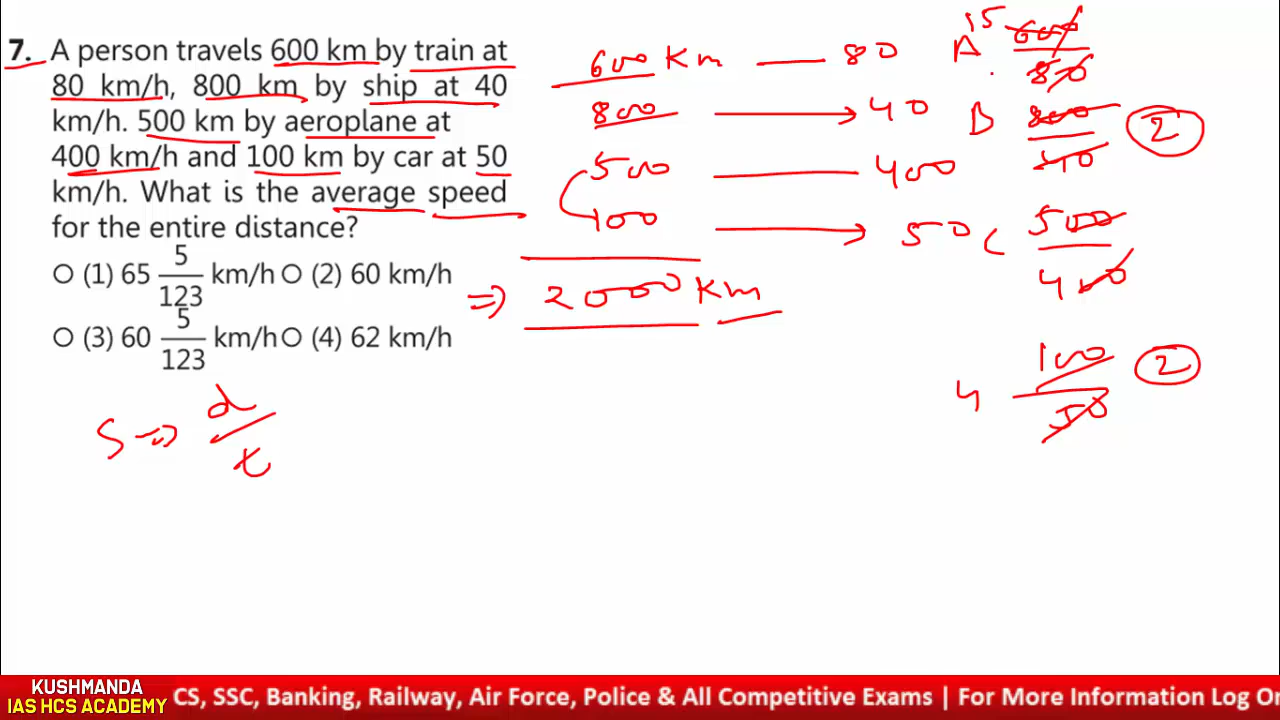 7. A person travels 600 km by train at
80 km/h, 800 km by ship at 40
km/h. 500 km by aeroplane at
400 km/h and 100 km by car at 50
km/h. What is the average speed
for the entire distance?
(1) 65 5/123 km/h (2) 60 km/h
(3) 60 5/123 km/h (4) 62 km/h
S ⇒ d/t
600 Km — 80
800 → 40
500 — 400
100 → 50
⇒ 2000 Km
A 15 600/80
B 800/40 2
C 500/400
4 100/50 2
KUSHMANDA
IAS HCS ACADEMY
CS, SSC, Banking, Railway, Air Force, Police & All Competitive Exams | For More Information Log On